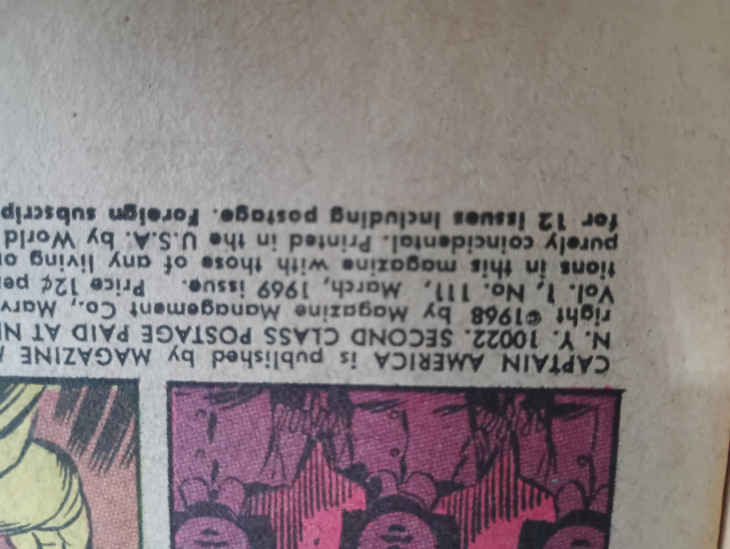 CAPTAIN AMERICA is published by MAGAZINE
N. Y. 10022. SECOND CLASS POSTAGE PAID AT
right ©1968 by Magazine Management Co.,
Vol. 1, No. 111, March, 1969 issue. Price 12¢ per
tions in this magazine with those of any living or
purely coincidental. Printed in the U.S.A. by World
for 12 issues including postage. Foreign subscrip